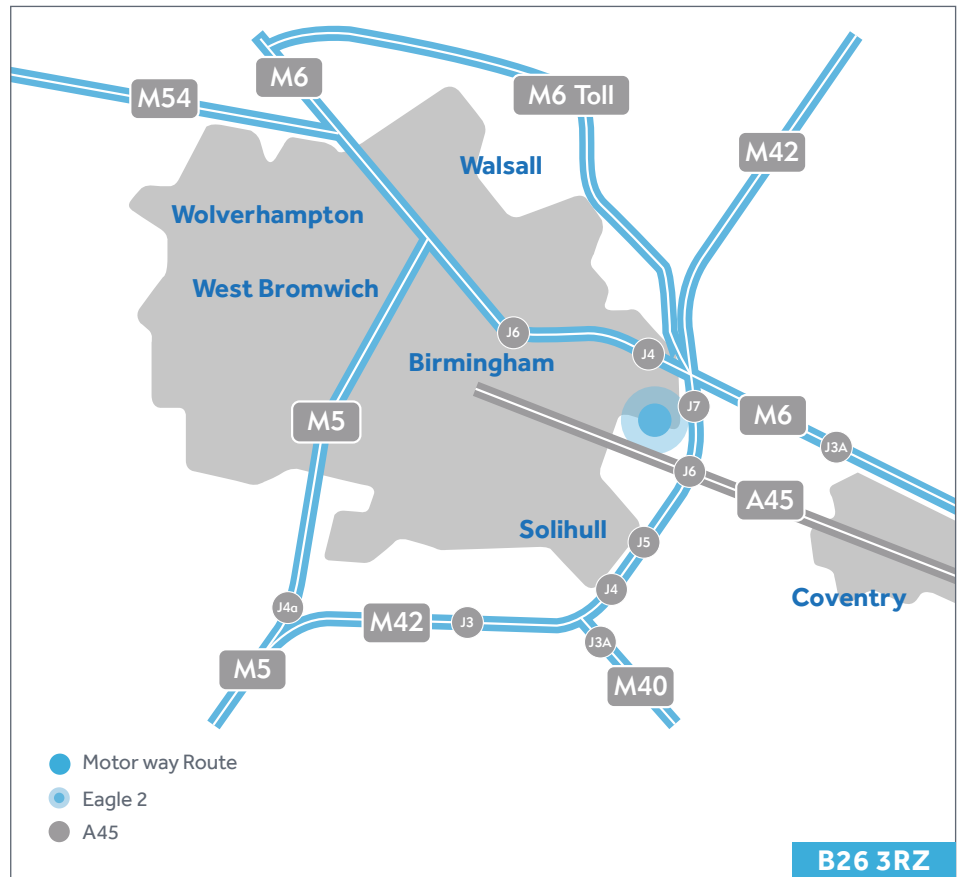 M6
M54
M6 Toll
M42
Walsall
Wolverhampton
West Bromwich
J6
J4
Birmingham
J7
M5
M6
J3A
J6
A45
Solihull
J5
J4
Coventry
J4a
M42
J3
J3A
M5
M40
Motor way Route
Eagle 2
A45
B26 3RZ